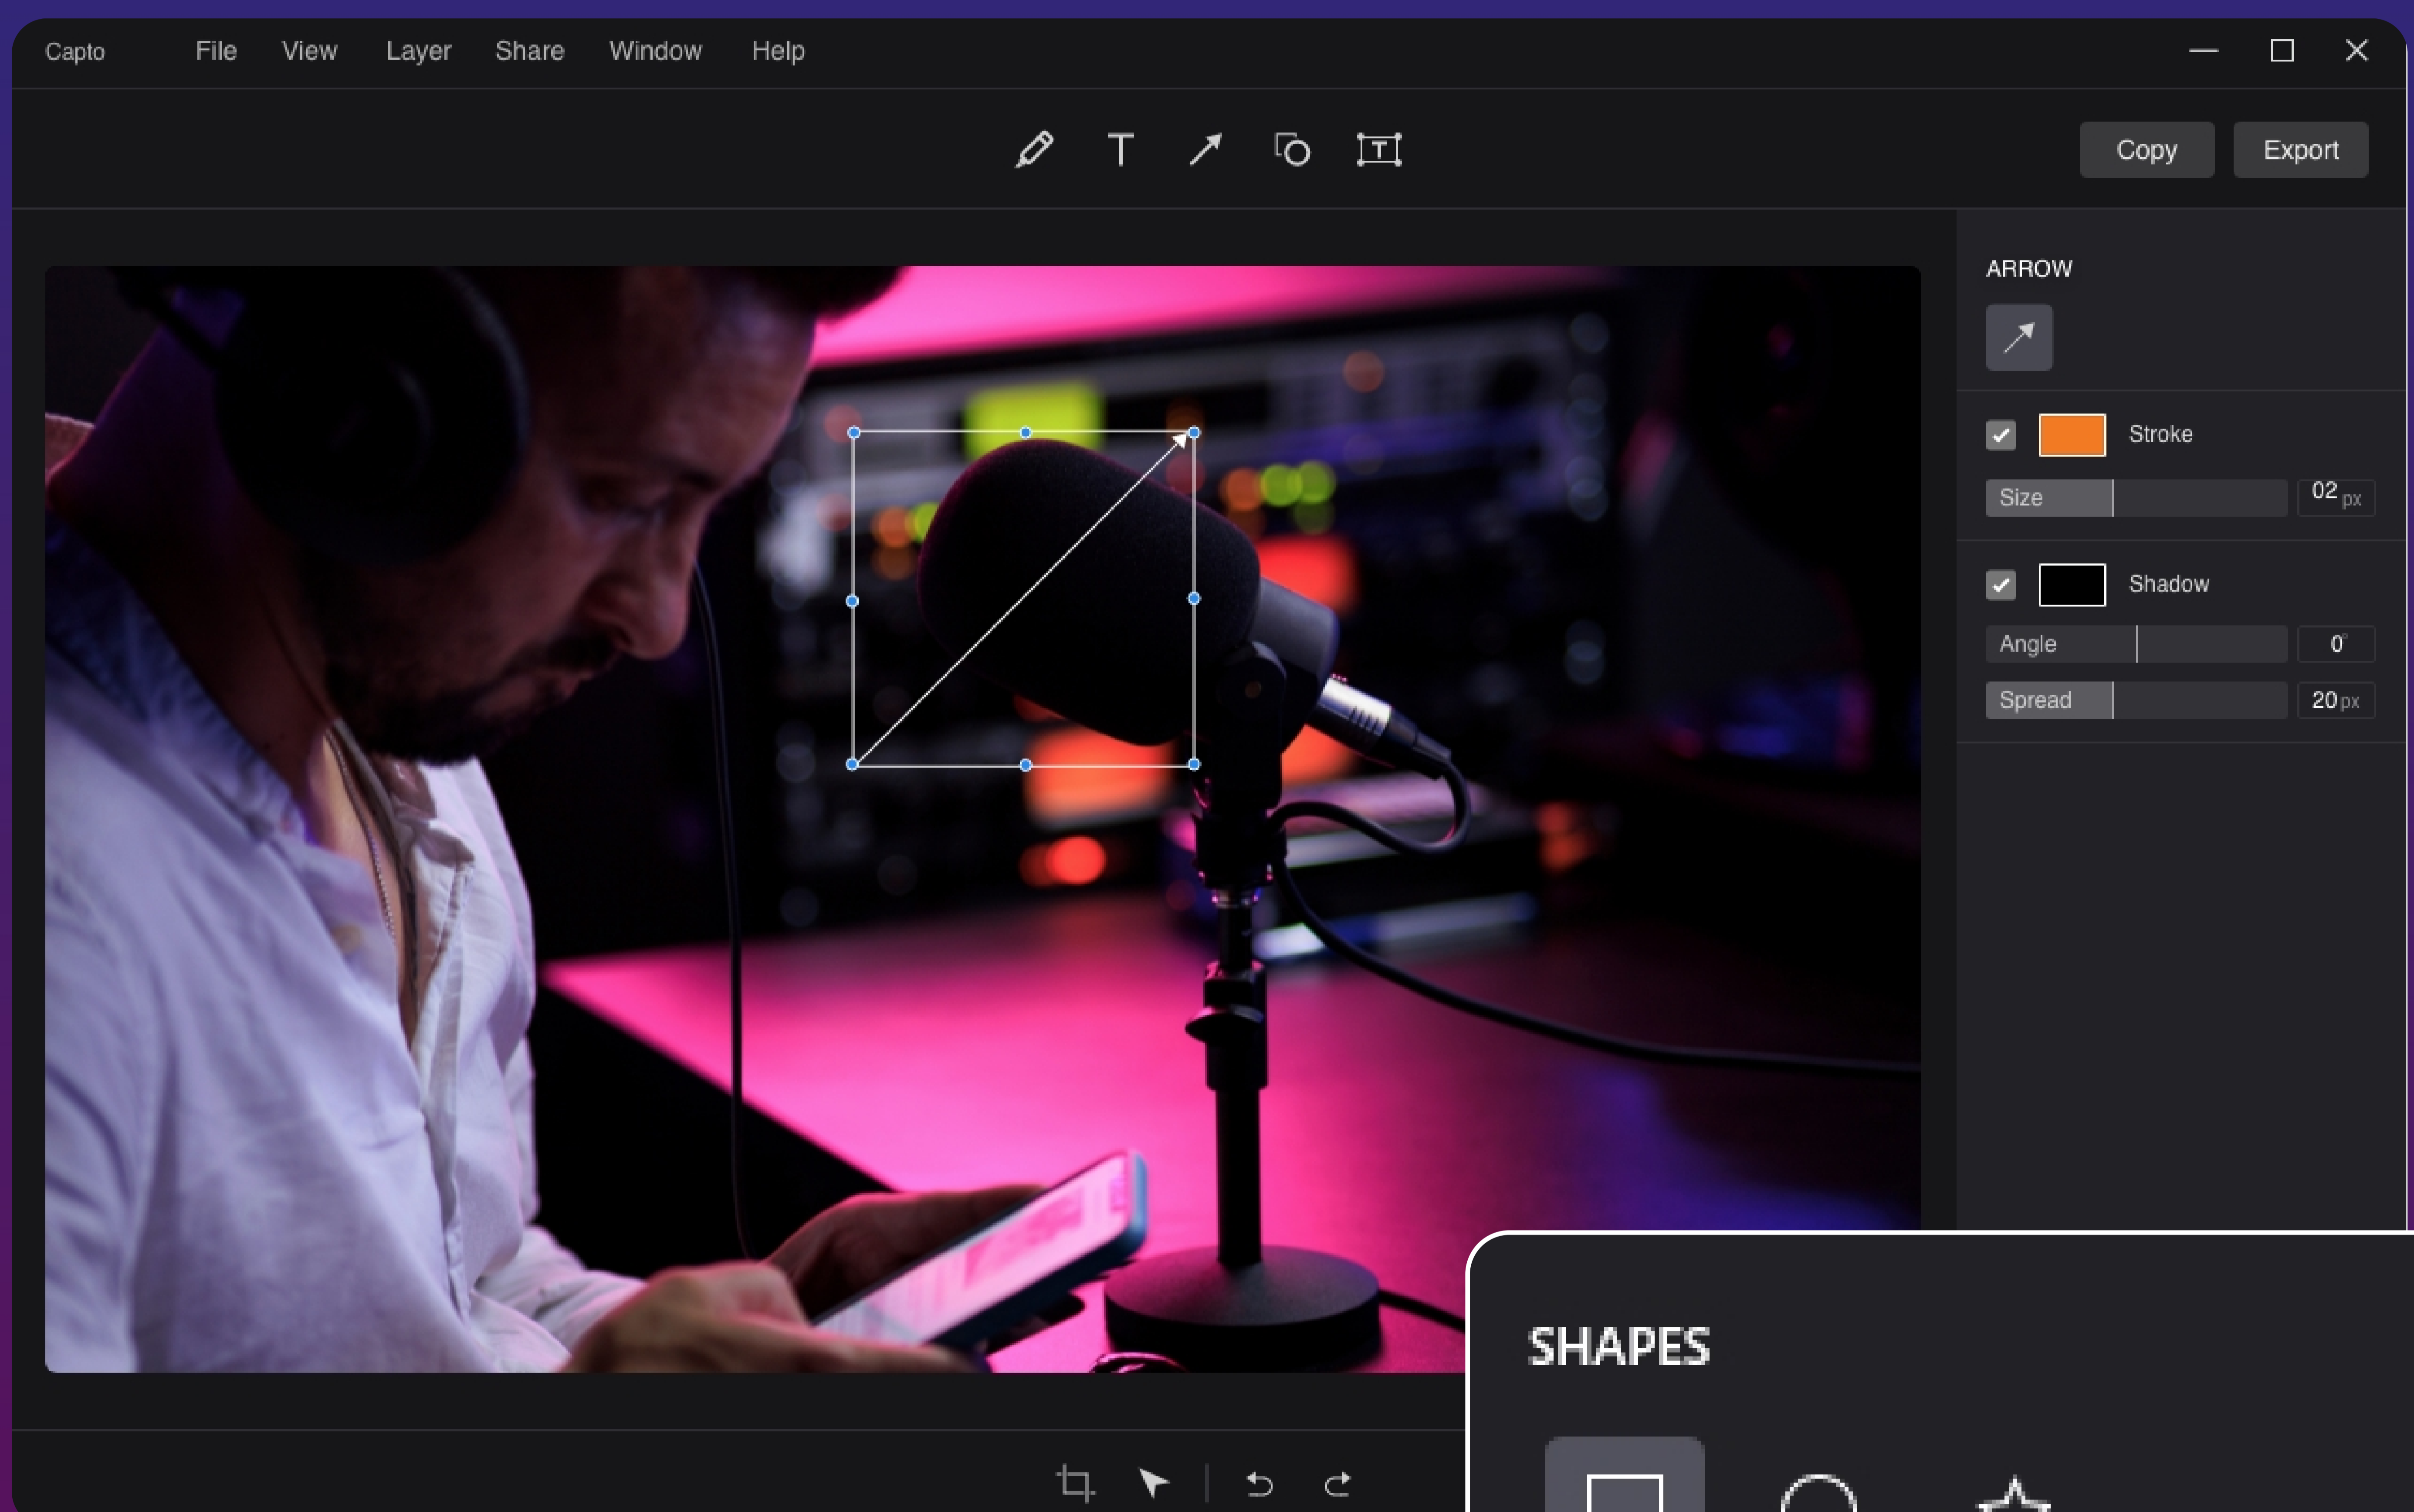 Capto File View Layer Share Window Help
T T Copy Export
ARROW
Stroke
Size 02 px
Shadow
Angle 0°
Spread 20 px
SHAPES